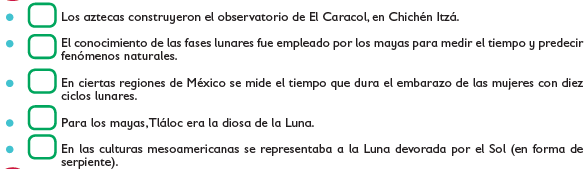 Los aztecas construyeron el observatorio de El Caracol, en Chichén Itzá.
El conocimiento de las fases lunares fue empleado por los mayas para medir el tiempo y predecir
fenómenos naturales.
En ciertas regiones de México se mide el tiempo que dura el embarazo de las mujeres con diez
ciclos lunares.
Para los mayas, Tláloc era la diosa de la Luna.
En las culturas mesoamericanas se representaba a la Luna devorada por el Sol (en forma de
serpiente).